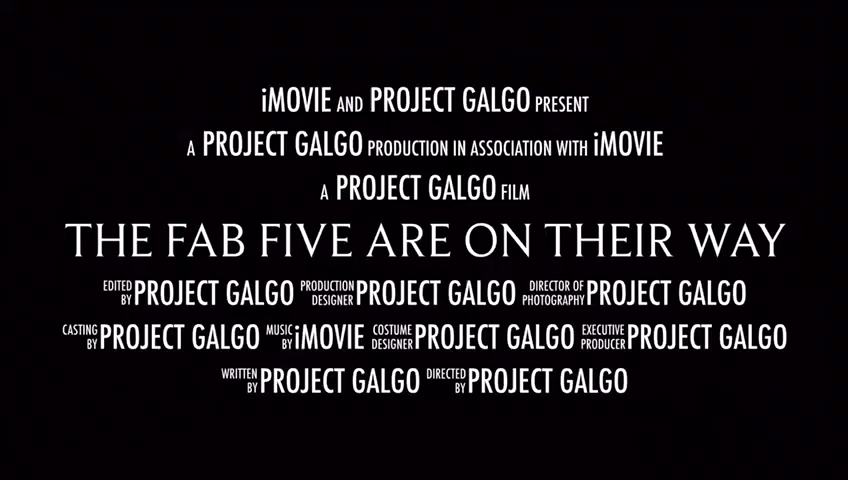 iMOVIE AND PROJECT GALGO PRESENT
A PROJECT GALGO PRODUCTION IN ASSOCIATION WITH iMOVIE
A PROJECT GALGO FILM
THE FAB FIVE ARE ON THEIR WAY
EDITED BY PROJECT GALGO PRODUCTION DESIGNER PROJECT GALGO DIRECTOR OF PHOTOGRAPHY PROJECT GALGO
CASTING BY PROJECT GALGO MUSIC BY iMOVIE COSTUME DESIGNER PROJECT GALGO EXECUTIVE PRODUCER PROJECT GALGO
WRITTEN BY PROJECT GALGO DIRECTED BY PROJECT GALGO